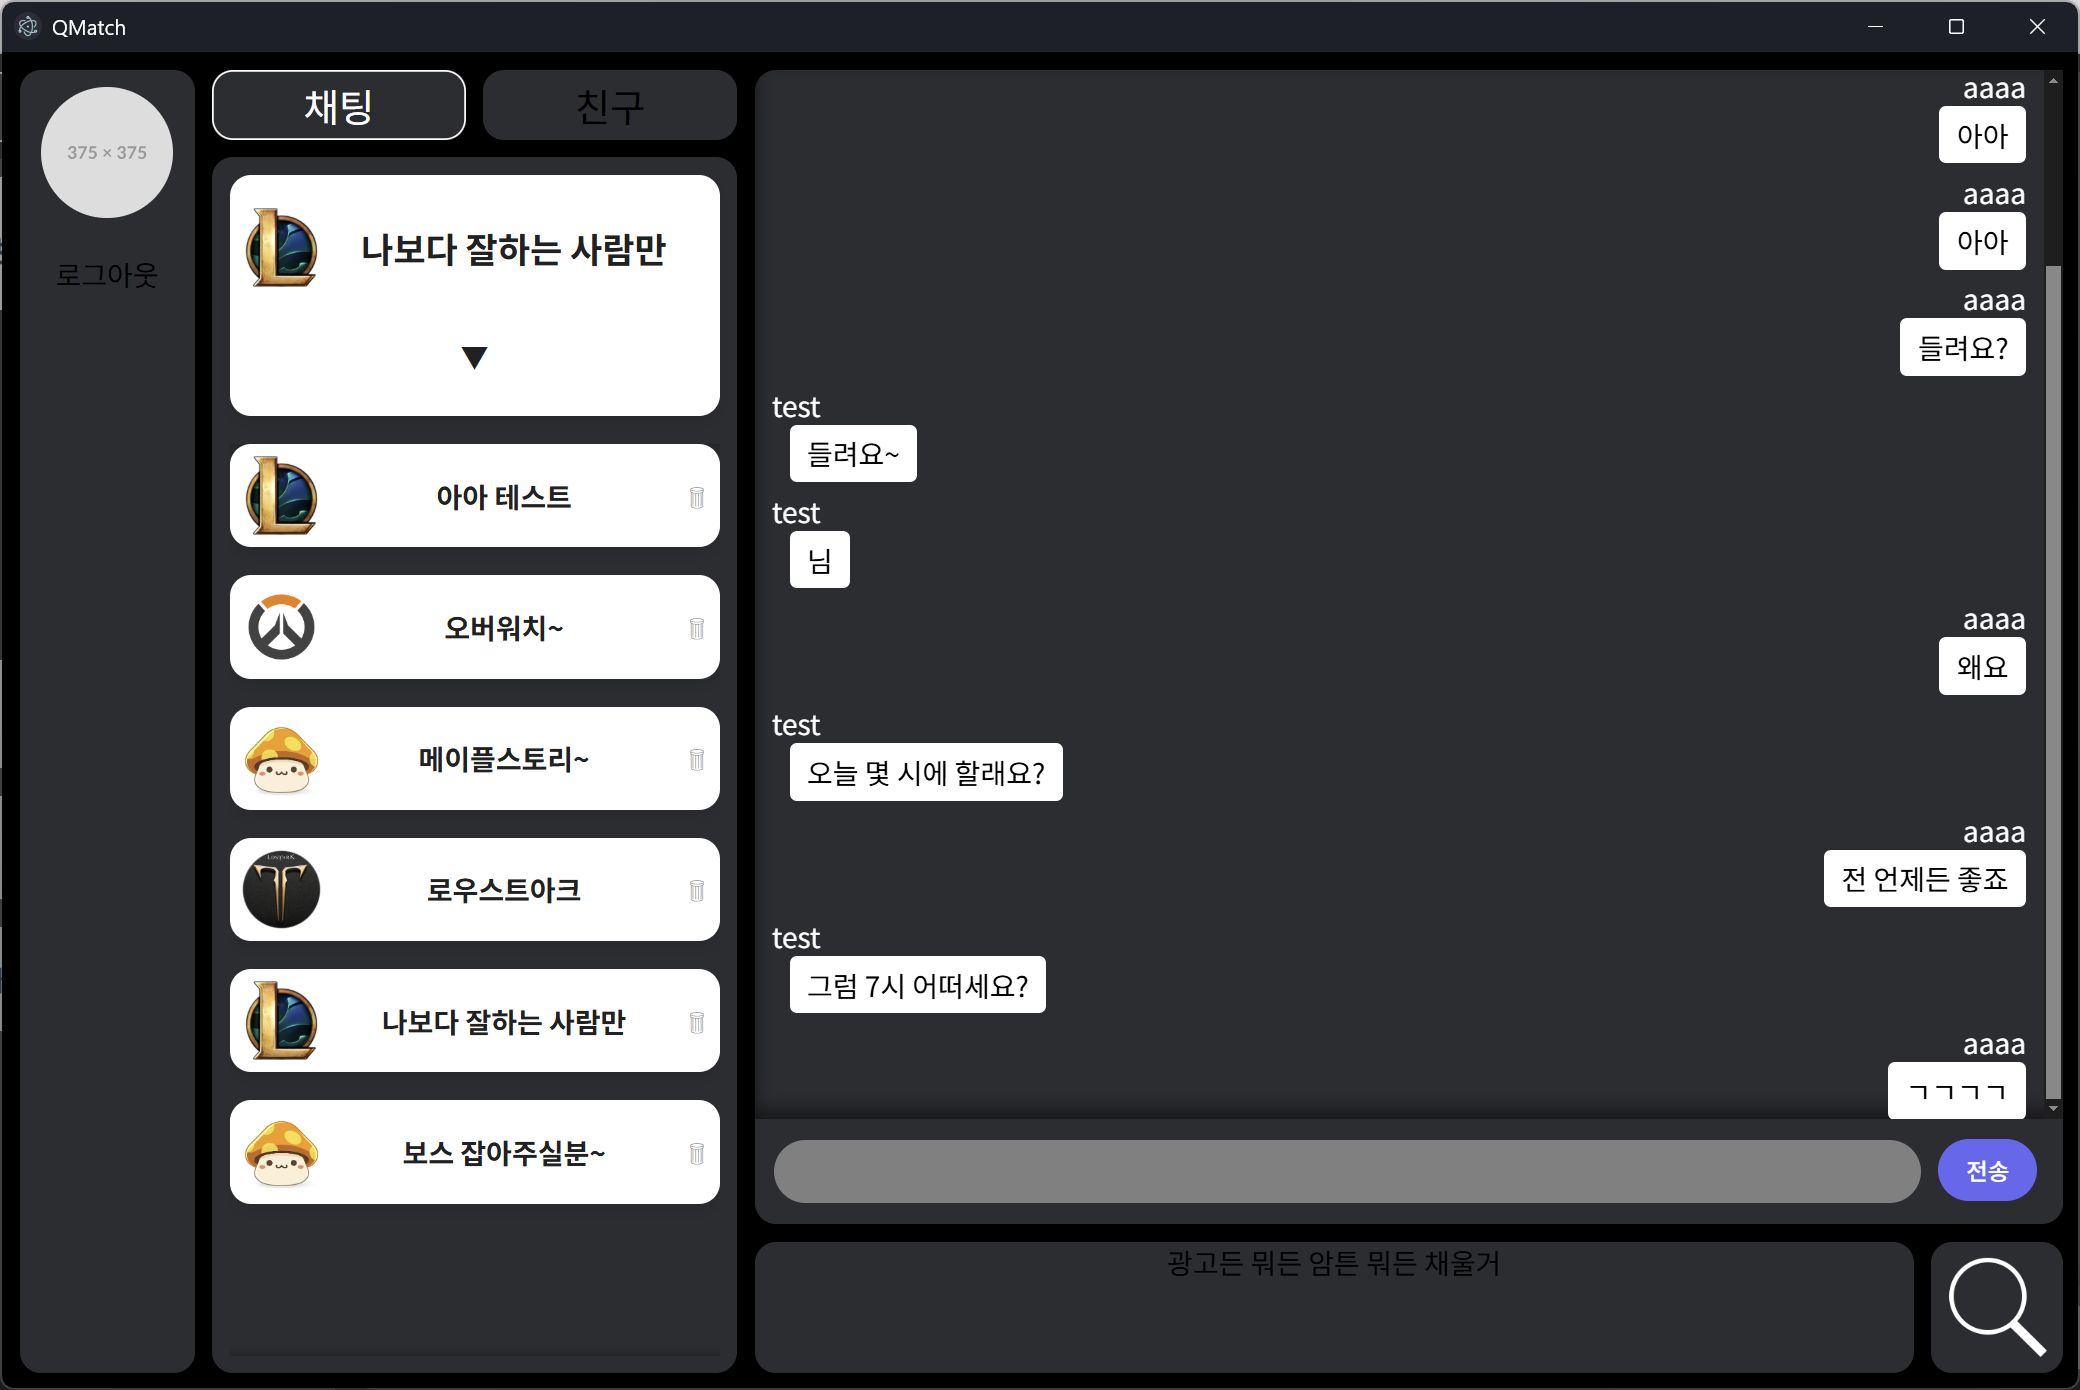 QMatch
375 × 375
로그아웃
채팅
친구
나보다 잘하는 사람만
▼
아아 테스트
오버워치~
메이플스토리~
LOSTARK
로우스트아크
나보다 잘하는 사람만
보스 잡아주실분~
aaaa
아아
aaaa
아아
aaaa
들려요?
test
들려요~
test
님
aaaa
왜요
test
오늘 몇 시에 할래요?
aaaa
전 언제든 좋죠
test
그럼 7시 어떠세요?
aaaa
ㄱㄱㄱㄱ
전송
광고든 뭐든 암튼 뭐든 채울거